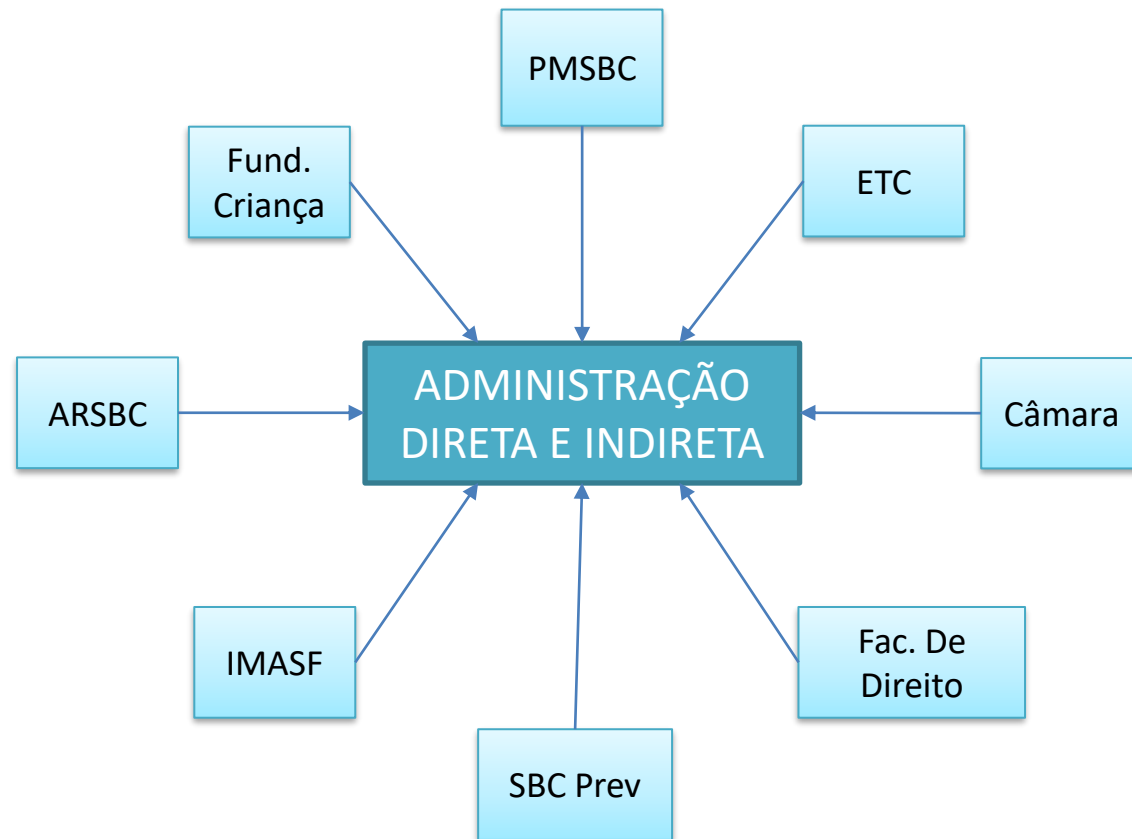 PMSBC
Fund.
Criança
ETC
ADMINISTRAÇÃO
DIRETA E INDIRETA
ARSBC
Câmara
IMASF
Fac. De
Direito
SBC Prev